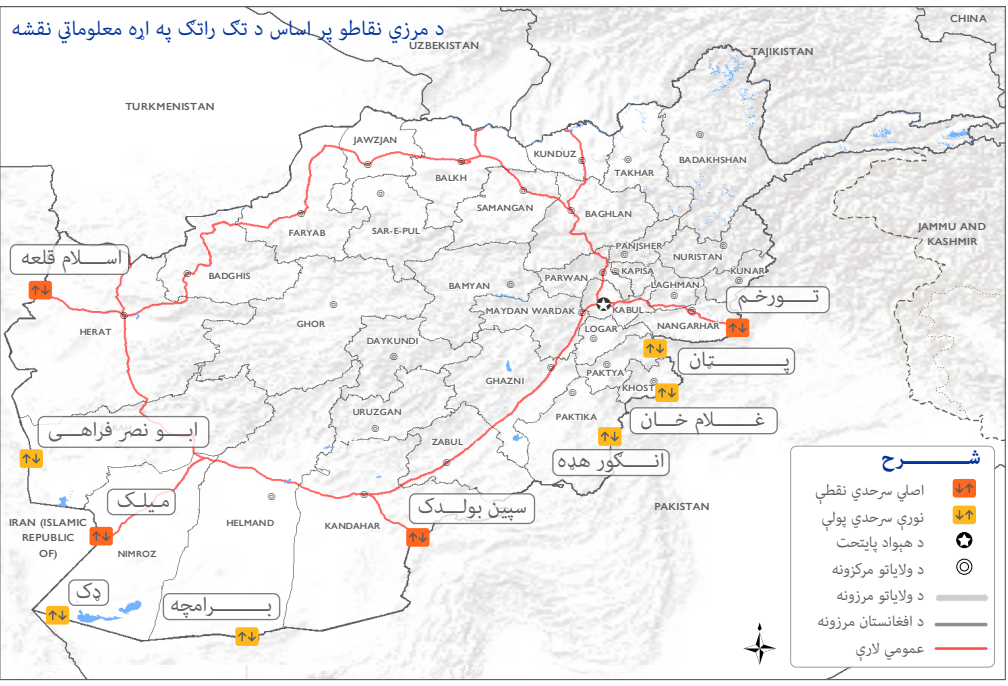 د مرزي نقاطو پر اساس د تګ راتګ په اړه معلوماتي نقشه
CHINA
UZBEKISTAN
TAJIKISTAN
TURKMENISTAN
JAWZJAN
KUNDUZ
BADAKHSHAN
TAKHAR
BALKH
SAMANGAN
BAGHLAN
FARYAB
SAR-E-PUL
JAMMU AND
KASHMIR
PANJSHER
NURISTAN
اسلام قلعه
BADGHIS
PARWAN
KAPISA
KUNAR
BAMYAN
LAGHMAN
تورخم
MAYDAN WARDAK
KABUL
HERAT
GHOR
LOGAR
NANGARHAR
DAYKUNDI
پټان
PAKTYA
GHAZNI
KHOST
URUZGAN
PAKTIKA
غلام خان
ابو نصر فراهی
ZABUL
انګور هډه
میلک
سپین بولدک
IRAN (ISLAMIC
REPUBLIC
OF)
HELMAND
KANDAHAR
PAKISTAN
NIMROZ
ډک
برامچه
شرح
اصلي سرحدي نقطې
نورې سرحدي پولې
د هېواد پایتحت
د ولایاتو مرکزونه
د ولایاتو مرزونه
د افغانستان مرزونه
عمومي لارې